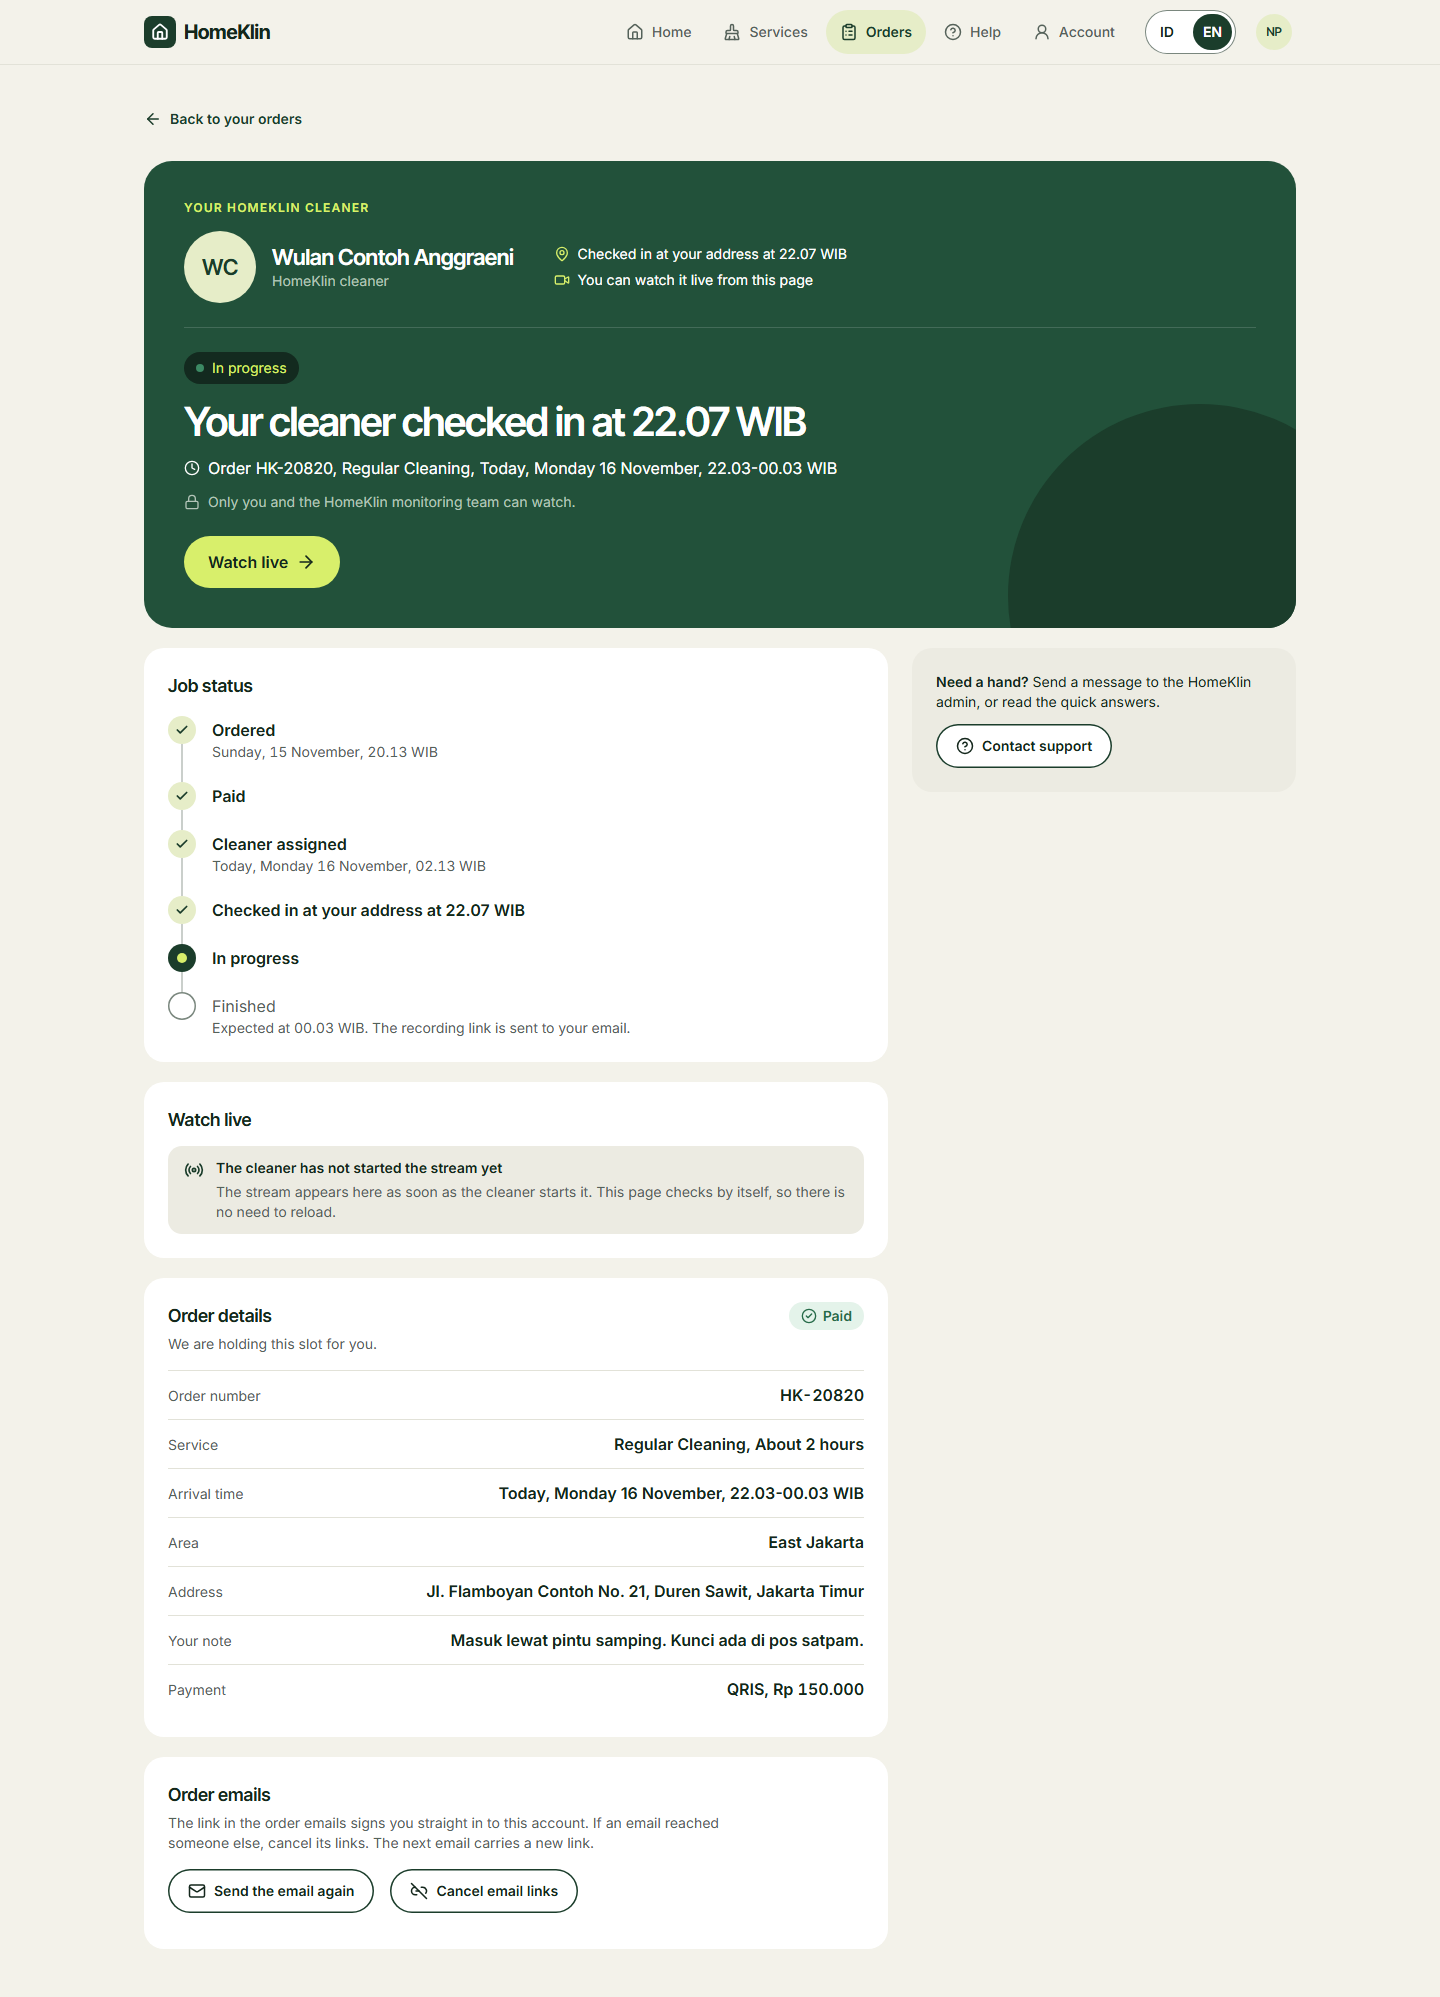 HomeKlin
Home
Services
Orders
Help
Account
ID
EN
NP
Back to your orders
YOUR HOMEKLIN CLEANER
WC
Wulan Contoh Anggraeni
HomeKlin cleaner
Checked in at your address at 22.07 WIB
You can watch it live from this page
In progress
Your cleaner checked in at 22.07 WIB
Order HK-20820, Regular Cleaning, Today, Monday 16 November, 22.03-00.03 WIB
Only you and the HomeKlin monitoring team can watch.
Watch live
Job status
Ordered
Sunday, 15 November, 20.13 WIB
Paid
Cleaner assigned
Today, Monday 16 November, 02.13 WIB
Checked in at your address at 22.07 WIB
In progress
Finished
Expected at 00.03 WIB. The recording link is sent to your email.
Need a hand? Send a message to the HomeKlin
admin, or read the quick answers.
Contact support
Watch live
The cleaner has not started the stream yet
The stream appears here as soon as the cleaner starts it. This page checks by itself, so there is
no need to reload.
Order details
Paid
We are holding this slot for you.
Order number
HK-20820
Service
Regular Cleaning, About 2 hours
Arrival time
Today, Monday 16 November, 22.03-00.03 WIB
Area
East Jakarta
Address
Jl. Flamboyan Contoh No. 21, Duren Sawit, Jakarta Timur
Your note
Masuk lewat pintu samping. Kunci ada di pos satpam.
Payment
QRIS, Rp 150.000
Order emails
The link in the order emails signs you straight in to this account. If an email reached
someone else, cancel its links. The next email carries a new link.
Send the email again
Cancel email links